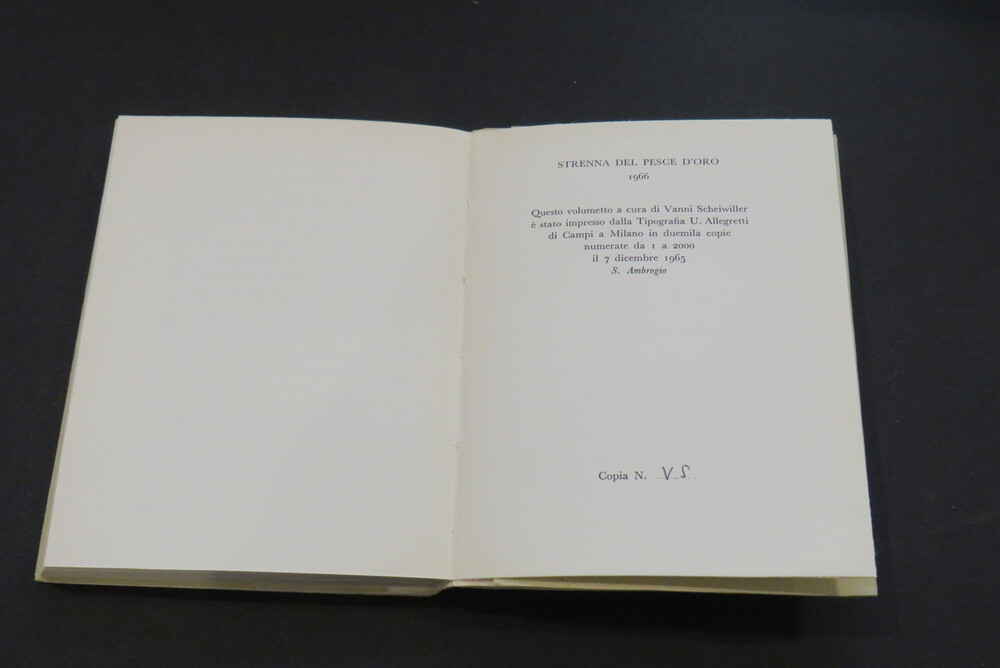 STRENNA DEL PESCE D'ORO
1966
Questo volumetto a cura di Vanni Scheiwiller
è stato impresso dalla Tipografia U. Allegretti
di Campi a Milano in duemila copie
numerate da 1 a 2000
il 7 dicembre 1965
S. Ambrogio
Copia N. V.S.